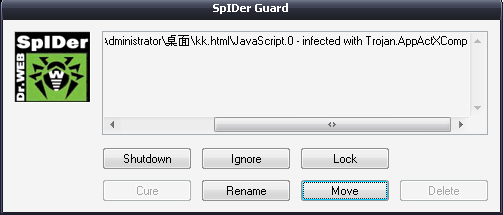 SpIDer Guard
SpIDer
Dr.WEB
\dministrator\桌面\kk.html\JavaScript.0 - infected with Trojan.AppActXComp
Shutdown
Ignore
Lock
Cure
Rename
Move
Delete